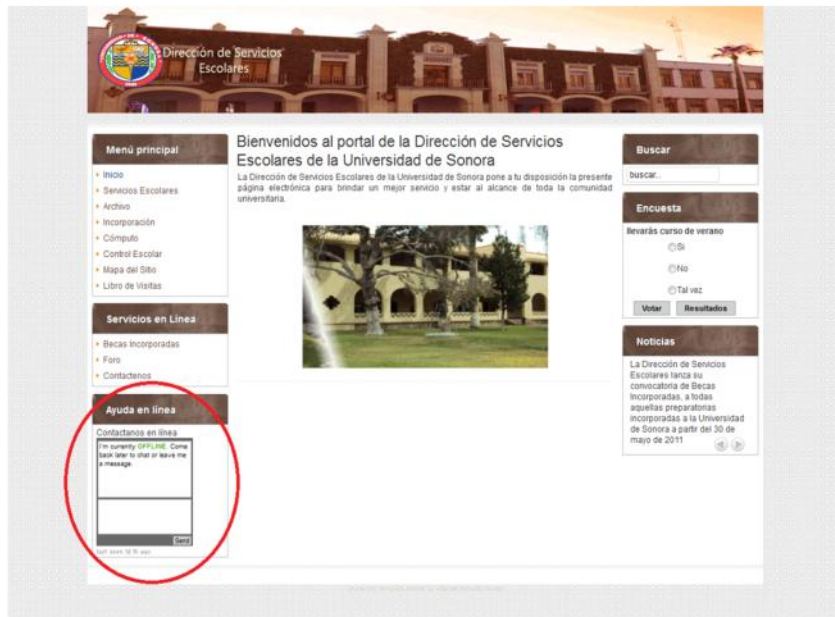 Dirección de Servicios
Escolares
Menú principal
Inicio
Servicios Escolares
Archivo
Incorporación
Cómputo
Control Escolar
Mapa del Sitio
Libro de Visitas
Servicios en Linea
Becas Incorporadas
Foro
Contactenos
Ayuda en linea
Contactanos en línea
I'm currently OFFLINE. Come
back later to chat or leave me
a message.
Send
Bienvenidos al portal de la Dirección de Servicios
Escolares de la Universidad de Sonora
La Dirección de Servicios Escolares de la Universidad de Sonora pone a tu disposición la presente
página electrónica para brindar un mejor servicio y estar al alcance de toda la comunidad
universitaria.
Buscar
buscar..
Encuesta
llevarás curso de verano
Si
No
Tal vez
Votar Resultados
Noticias
La Dirección de Servicios
Escolares lanza su
convocatoria de Becas
Incorporadas, a todas
aquellas preparatorias
incorporadas a la Universidad
de Sonora a partir del 30 de
mayo de 2011